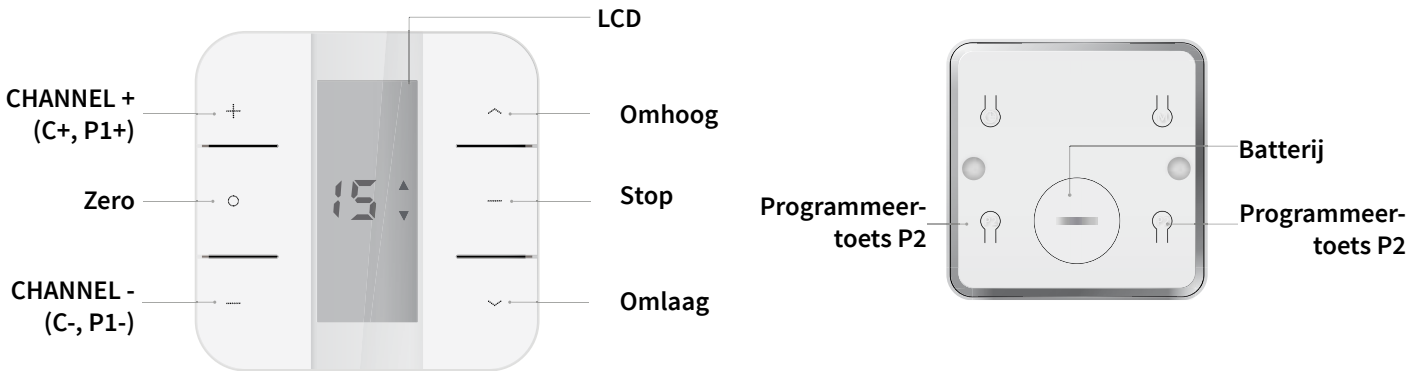 LCD
CHANNEL +
(C+, P1+)
Omhoog
Zero
15
Stop
CHANNEL -
(C-, P1-)
Omlaag
Batterij
Programmeer-
toets P2
Programmeer-
toets P2